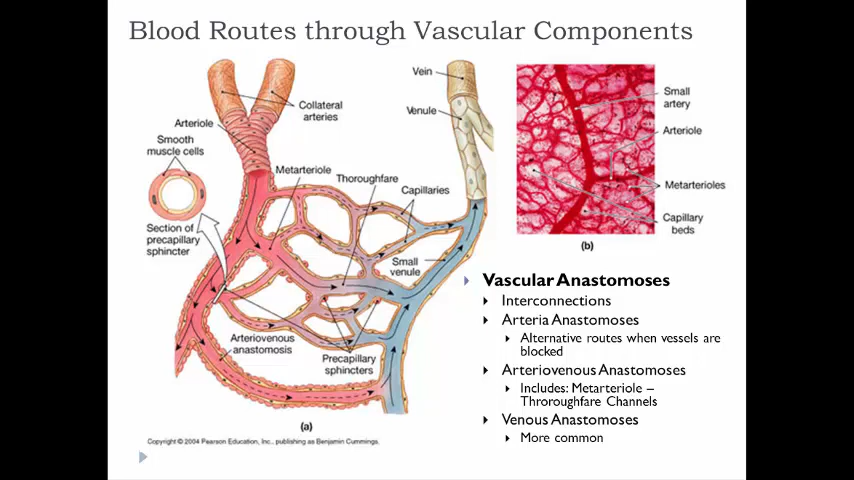 Blood Routes through Vascular Components
Collateral
arteries
Arteriole
Smooth
muscle cells
Metarteriole
Thoroughfare
Capillaries
Vein
Venule
Section of
precapillary
sphincter
Small
venule
Arteriovenous
anastomosis
Precapillary
sphincters
(a)
Copyright © 2004 Pearson Education, Inc., publishing as Benjamin Cummings.
Small
artery
Arteriole
Metarterioles
Capillary
beds
(b)
Vascular Anastomoses
Interconnections
Arteria Anastomoses
Alternative routes when vessels are
blocked
Arteriovenous Anastomoses
Includes: Metarteriole –
Throroughfare Channels
Venous Anastomoses
More common